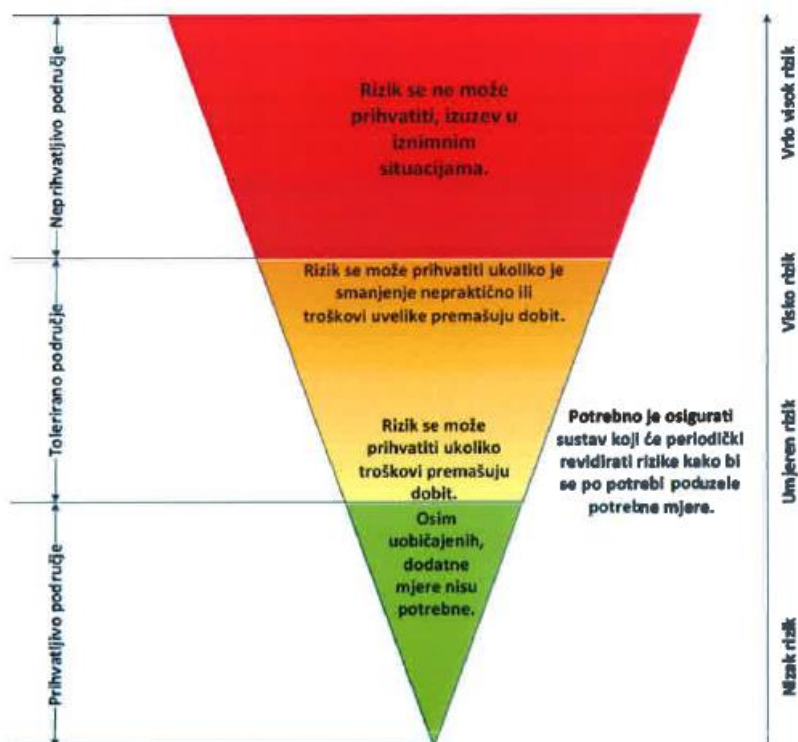 Neprihvatljivo područje
Tolerirano područje
Prihvatljivo područje
Rizik se ne može
prihvatiti, izuzev u
iznimnim
situacijama.
Rizik se može prihvatiti ukoliko je
smanjenje nepraktično ili
troškovi uvelike premašuju dobit.
Rizik se može
prihvatiti ukoliko
troškovi premašuju
dobit.
Osim
uobičajenih,
dodatne
mjere nisu
potrebne.
Potrebno je osigurati
sustav koji će periodički
revidirati rizike kako bi
se po potrebi poduzele
potrebne mjere.
Vrlo visok rizik
Visko rizik
Umjeren rizik
Nizak rizik